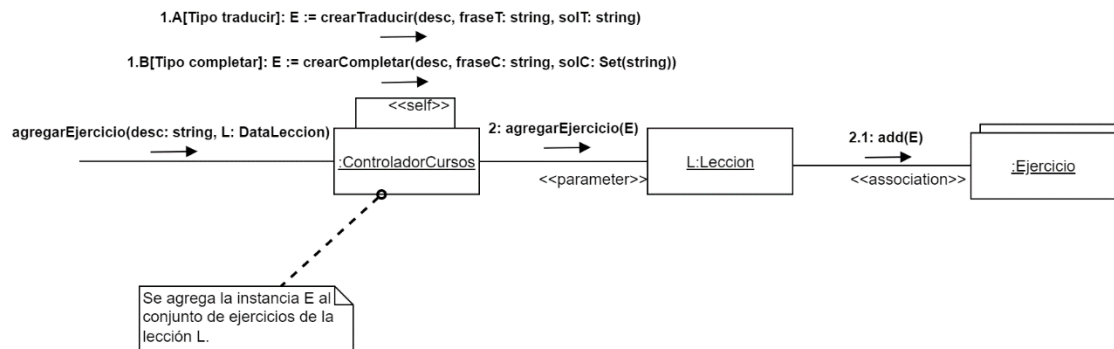 1.A[Tipo traducir]: E := crearTraducir(desc, fraseT: string, solT: string)
1.B[Tipo completar]: E := crearCompletar(desc, fraseC: string, solC: Set(string))
<<self>>
agregarEjercicio(desc: string, L: DataLeccion)
:ControladorCursos
2: agregarEjercicio(E)
<<parameter>>
L:Leccion
2.1: add(E)
<<association>>
:Ejercicio
Se agrega la instancia E al
conjunto de ejercicios de la
lección L.